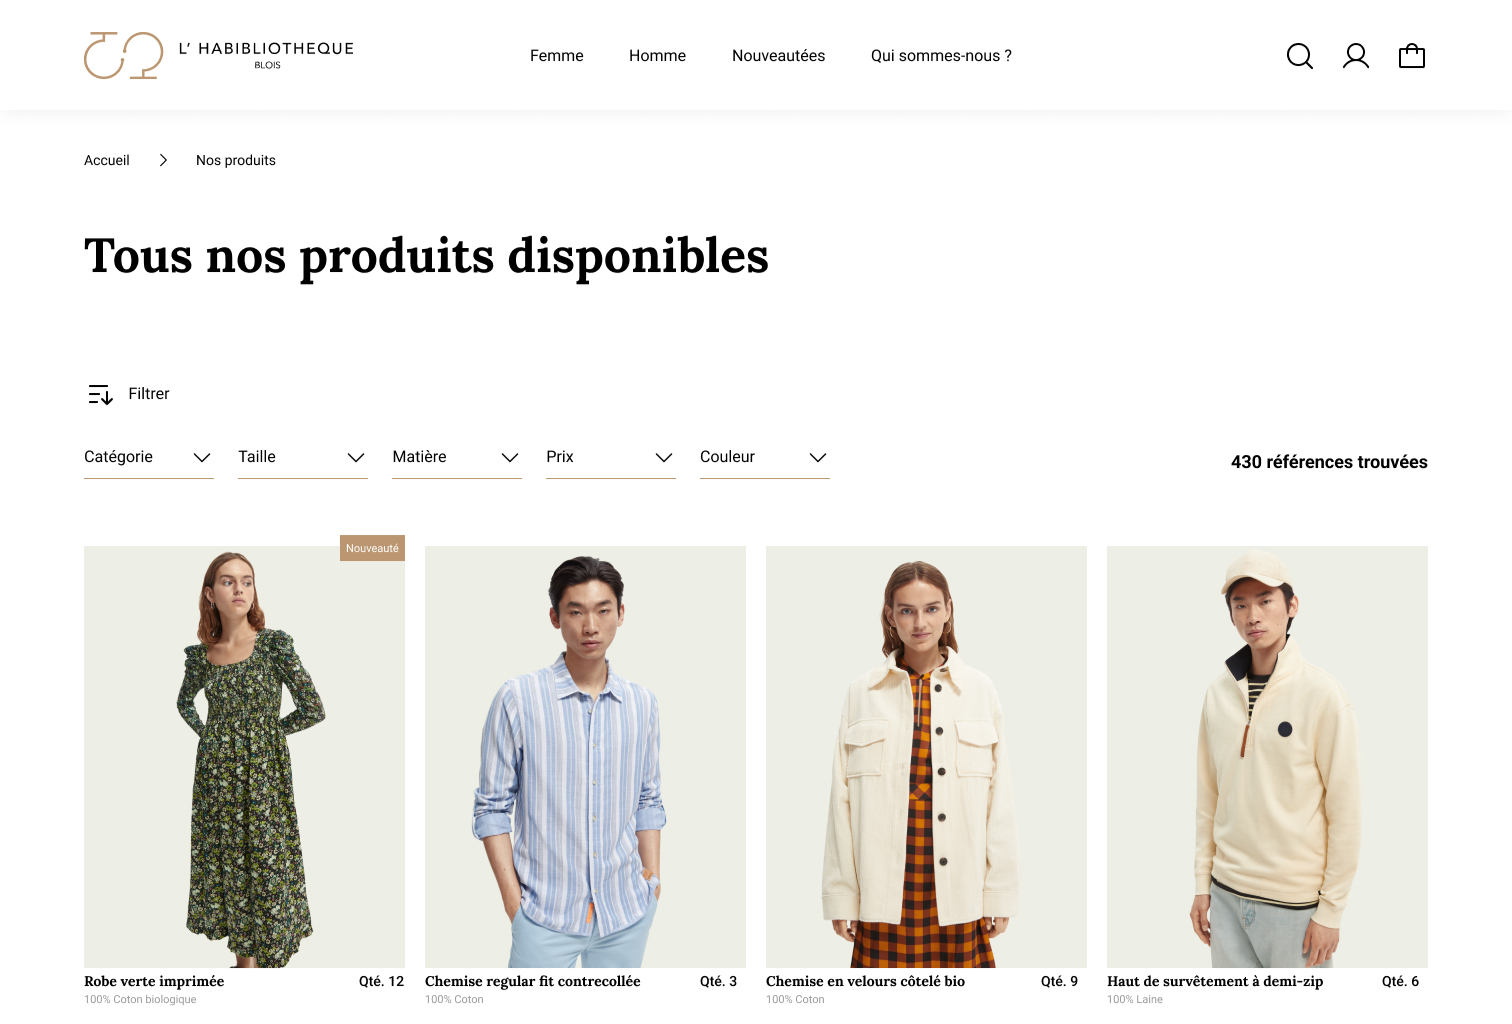 L' HABIBLIOTHEQUE
BLOIS
Femme Homme Nouveautées Qui sommes-nous ?
Accueil Nos produits
Tous nos produits disponibles
Filtrer
Catégorie Taille Matière Prix Couleur
430 références trouvées
Nouveauté
Robe verte imprimée Qté. 12
100% Coton biologique
Chemise regular fit contrecollée Qté. 3
100% Coton
Chemise en velours côtelé bio Qté. 9
100% Coton
Haut de survêtement à demi-zip Qté. 6
100% Laine